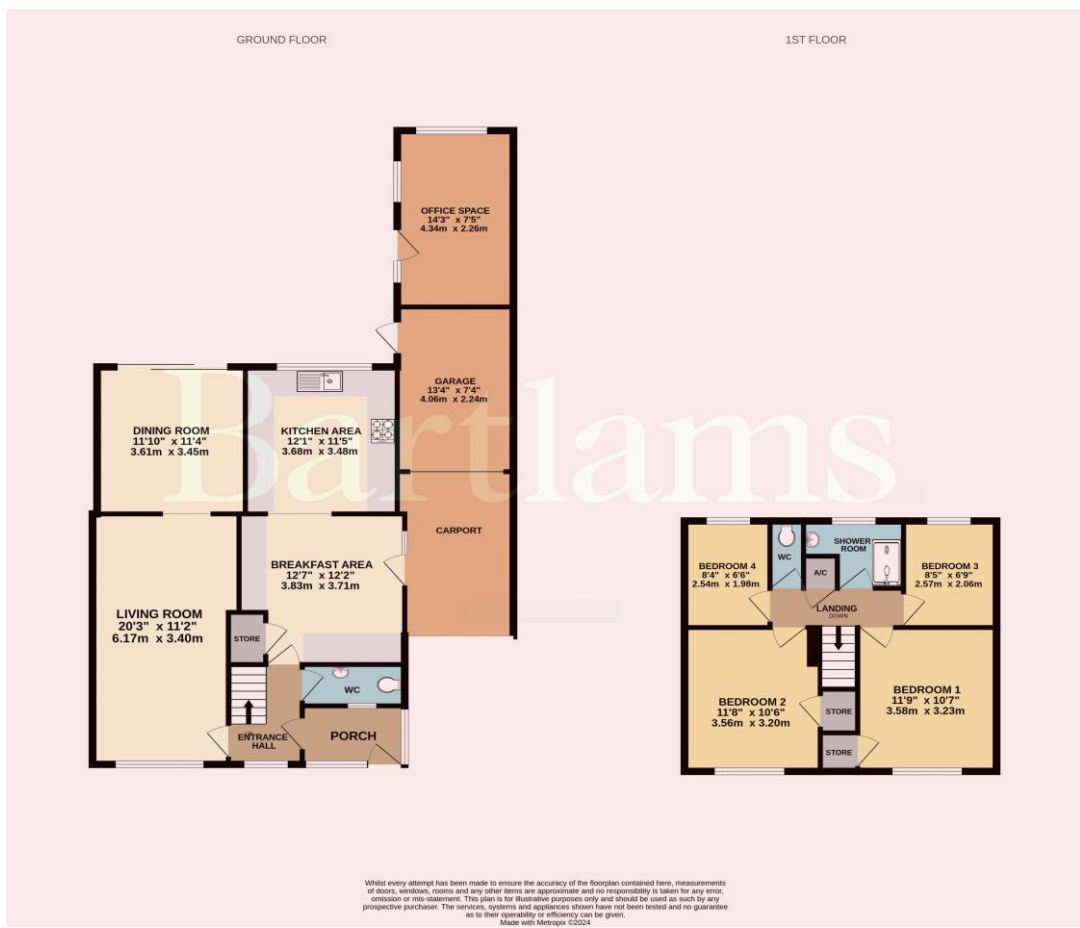 GROUND FLOOR
1ST FLOOR
OFFICE SPACE
14'3" x 7'5"
4.34m x 2.26m
GARAGE
13'4" x 7'4"
4.06m x 2.24m
DINING ROOM
11'10" x 11'4"
3.61m x 3.45m
KITCHEN AREA
12'1" x 11'5"
3.68m x 3.48m
Bartlams.
CARPORT
BREAKFAST AREA
12'7" x 12'2"
3.83m x 3.71m
LIVING ROOM
20'3" x 11'2"
6.17m x 3.40m
STORE
WC
ENTRANCE
HALL
PORCH
BEDROOM 4
8'4" x 6'6"
2.54m x 1.98m
WC
SHOWER
ROOM
A/C
BEDROOM 3
8'5" x 6'9"
2.57m x 2.06m
LANDING
DOWN
BEDROOM 2
11'8" x 10'6"
3.56m x 3.20m
STORE
STORE
BEDROOM 1
11'9" x 10'7"
3.58m x 3.23m
Whilst every attempt has been made to ensure the accuracy of the floorplan contained here, measurements
of doors, windows, rooms and any other items are approximate and no responsibility is taken for any error,
omission or mis-statement. This plan is for illustrative purposes only and should be used as such by any
prospective purchaser. The services, systems and appliances shown have not been tested and no guarantee
as to their operability or efficiency can be given.
Made with Metropix ©2024